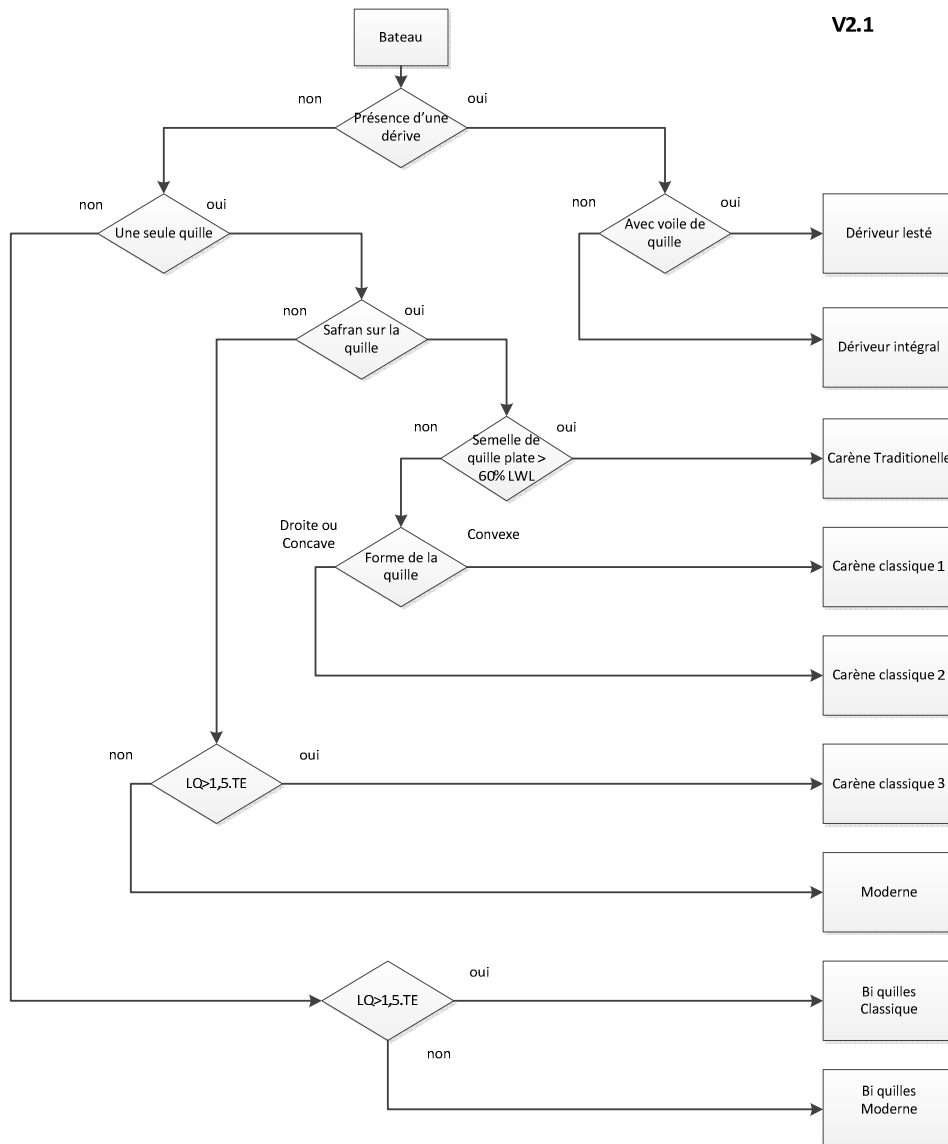 V2.1
Bateau
non
oui
Présence d'une
dérive
non
oui
Une seule quille
non
oui
Avec voile de
quille
Dériveur lesté
non
oui
Safran sur la
quille
Dériveur intégral
non
oui
Semelle de
quille plate >
60% LWL
Carène Traditionelle
Droite ou
Concave
Convexe
Forme de la
quille
Carène classique 1
Carène classique 2
non
oui
LQ>1,5.TE
Carène classique 3
Moderne
oui
LQ>1,5.TE
Bi quilles
Classique
non
Bi quilles
Moderne